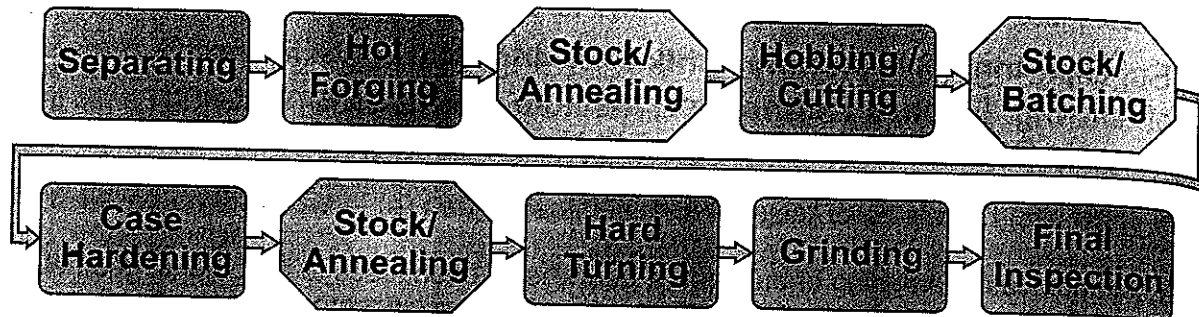 Separating
Hot
Forging
Stock/
Annealing
Hobbing /
Cutting
Stock/
Batching
Case
Hardening
Stock/
Annealing
Hard
Turning
Grinding
Final
Inspection